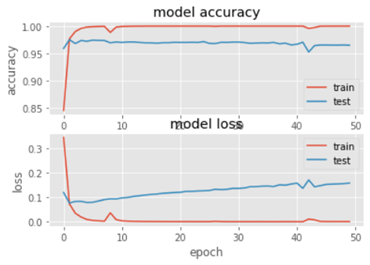 model accuracy
1.00
0.95
0.90
0.85
accuracy
train
test
0 10 20 30 40 50
model loss
0.3
0.2
0.1
0.0
loss
train
test
0 10 20 30 40 50
epoch